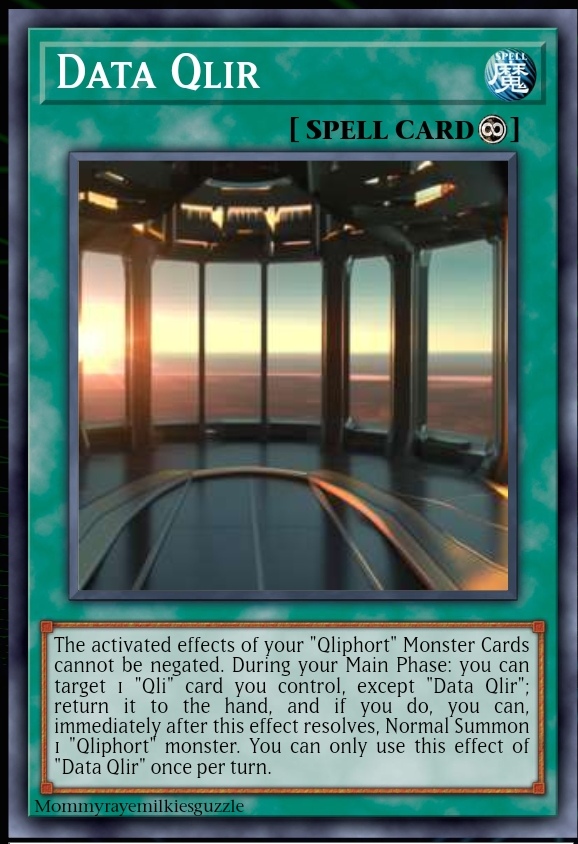 Data Qlir
SPELL
魔
[ Spell Card ]
The activated effects of your "Qliphort" Monster Cards
cannot be negated. During your Main Phase: you can
target 1 "Qli" card you control, except "Data Qlir";
return it to the hand, and if you do, you can,
immediately after this effect resolves, Normal Summon
1 "Qliphort" monster. You can only use this effect of
"Data Qlir" once per turn.
Mommyrayemilkiesguzzle